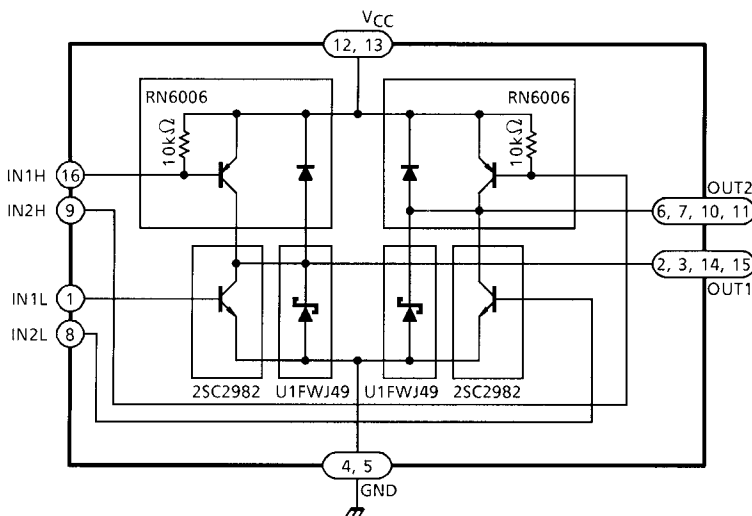 VCC
12, 13
RN6006
RN6006
10kΩ
10kΩ
IN1H
16
IN2H
9
OUT2
6, 7, 10, 11
2, 3, 14, 15
OUT1
IN1L
1
IN2L
8
2SC2982
U1FWJ49
U1FWJ49
2SC2982
4, 5
GND